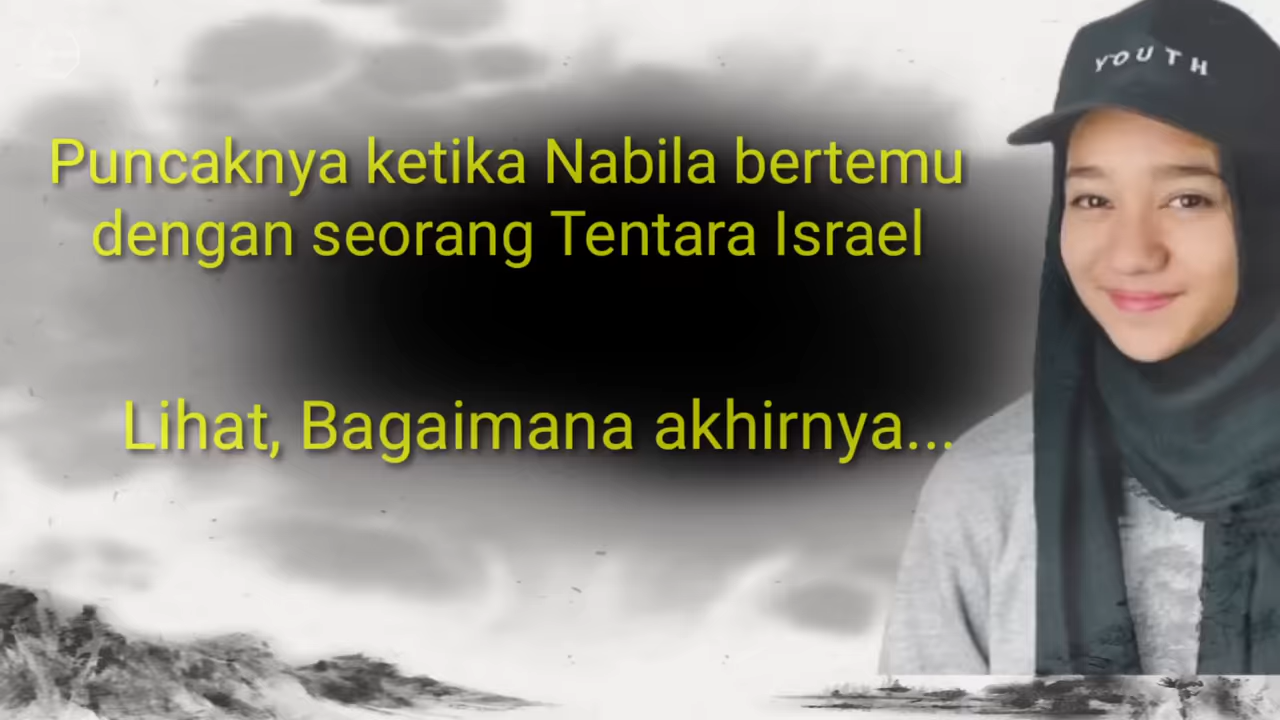 YOUTH
Puncaknya ketika Nabila bertemu
dengan seorang Tentara Israel
Lihat, Bagaimana akhirnya...